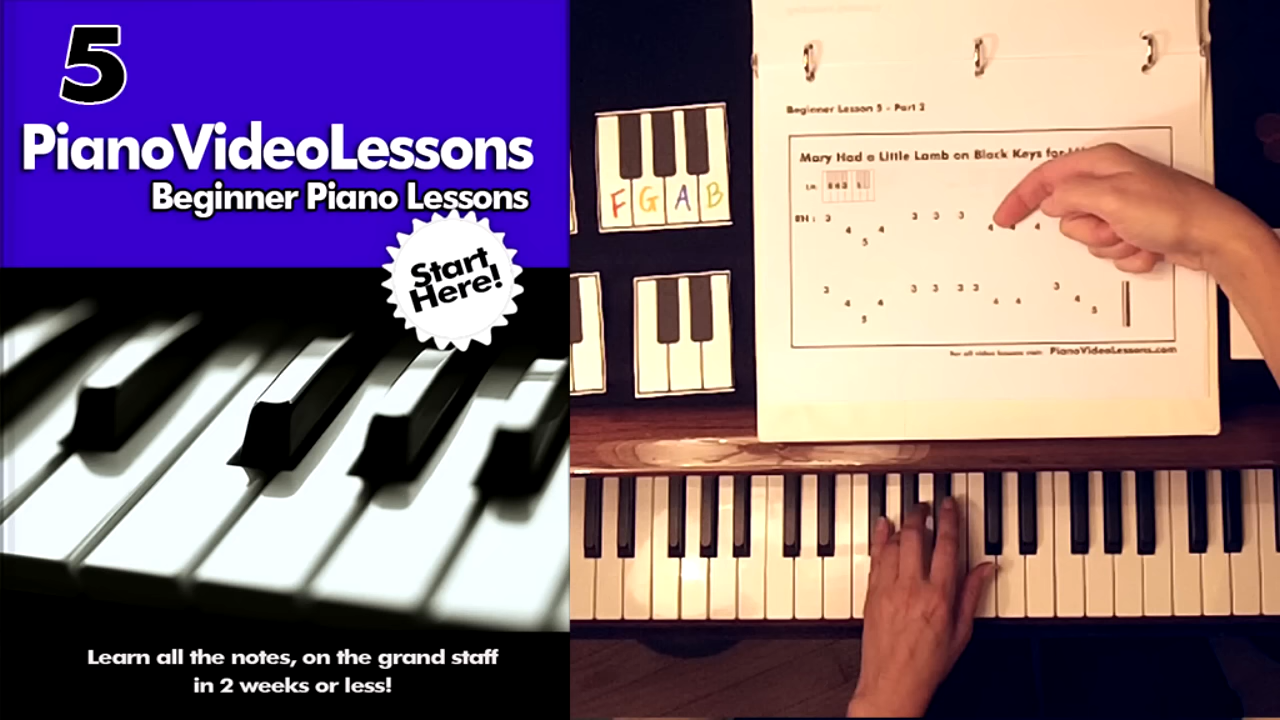 5
PianoVideoLessons
Beginner Piano Lessons
Start
Here!
Learn all the notes, on the grand staff
in 2 weeks or less!
F G A B
Beginner Lesson 5 - Part 2
Mary Had a Little Lamb on Black Keys for
3 3 3 3
4 4 4 4 4
5
3 3 3 3 3 3
4 4 4 4 4
5 5
PianoVideoLessons.com